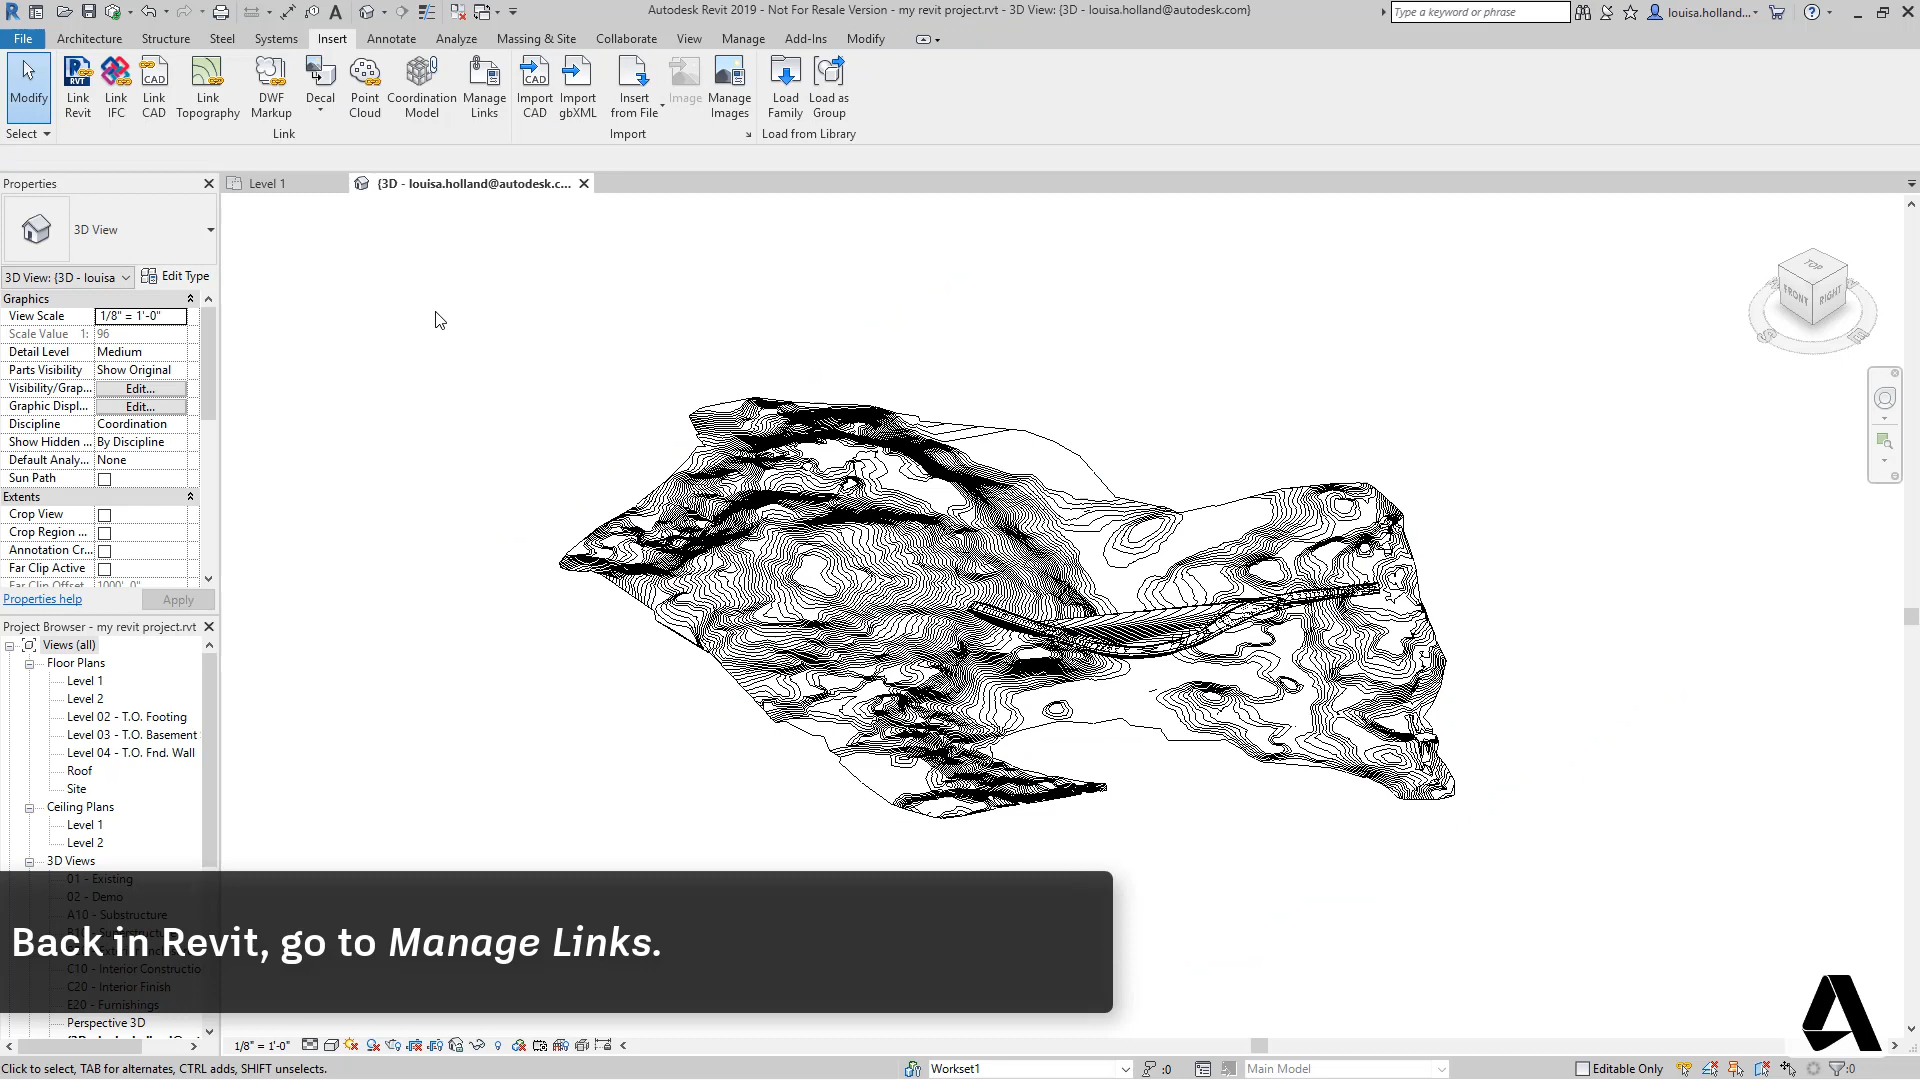 Autodesk Revit 2019 - Not For Resale Version - my revit project.rvt - 3D View: {3D - louisa.holland@autodesk.com}
Type a keyword or phrase
louisa.holland...
File Architecture Structure Steel Systems Insert Annotate Analyze Massing & Site Collaborate View Manage Add-Ins Modify
Modify
Link Revit
Link IFC
Link CAD
Link Topography
DWF Markup
Decal
Point Cloud
Coordination Model
Manage Links
Import CAD
Import gbXML
Insert from File
Image
Manage Images
Load Family
Load as Group
Select
Link
Import
Load from Library
Properties
Level 1
{3D - louisa.holland@autodesk.c...
3D View
3D View: {3D - louisa
Edit Type
Graphics
View Scale 1/8" = 1'-0"
Scale Value 1: 96
Detail Level Medium
Parts Visibility Show Original
Visibility/Grap... Edit...
Graphic Displ... Edit...
Discipline Coordination
Show Hidden ... By Discipline
Default Analy... None
Sun Path
Extents
Crop View
Crop Region ...
Annotation Cr...
Far Clip Active
Far Clip Offset 1000' 0"
Properties help
Apply
Project Browser - my revit project.rvt
Views (all)
Floor Plans
Level 1
Level 2
Level 02 - T.O. Footing
Level 03 - T.O. Basement
Level 04 - T.O. Fnd. Wall
Roof
Site
Ceiling Plans
Level 1
Level 2
3D Views
01 - Existing
02 - Demo
A10 - Substructure
C10 - Interior Constructio
C20 - Interior Finish
E20 - Furnishings
Perspective 3D
TOP
FRONT
RIGHT
S
E
Back in Revit, go to Manage Links.
1/8" = 1'-0"
Click to select, TAB for alternates, CTRL adds, SHIFT unselects.
Workset1
:0
Main Model
Editable Only
:0